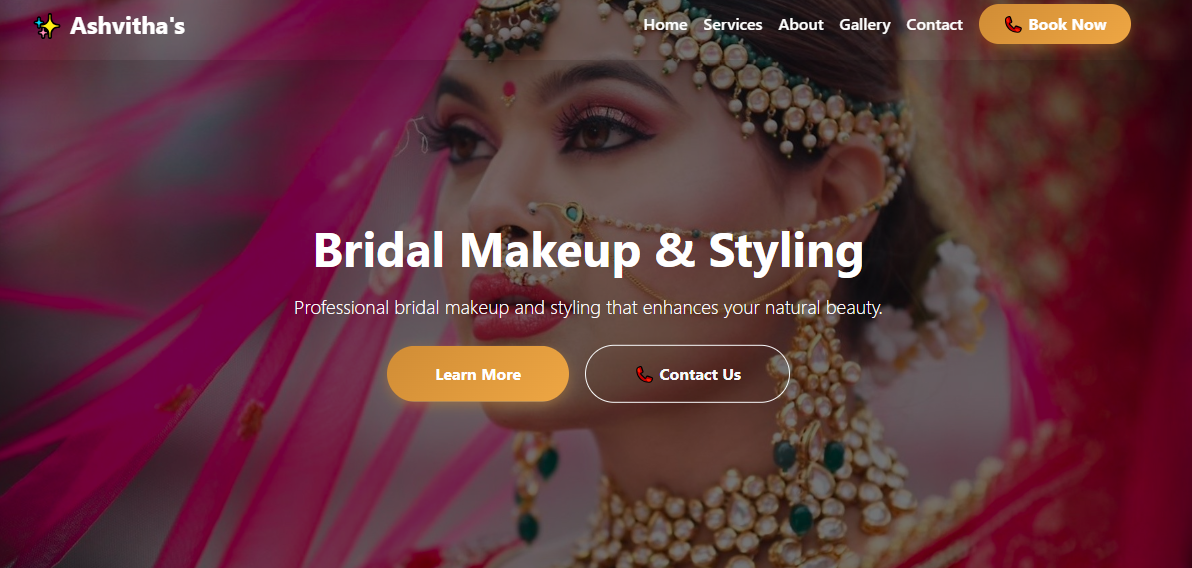 ✨ Ashvitha's
Home Services About Gallery Contact 📞 Book Now
Bridal Makeup & Styling
Professional bridal makeup and styling that enhances your natural beauty.
Learn More 📞 Contact Us